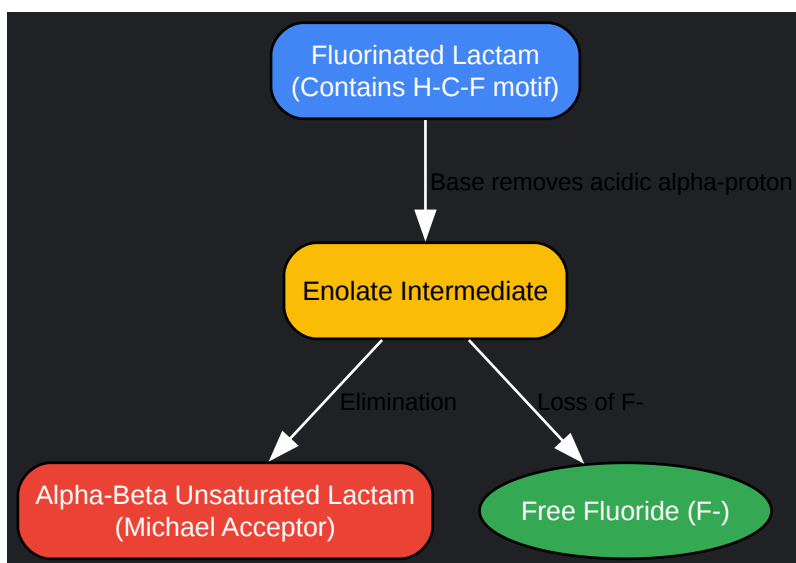 Fluorinated Lactam
(Contains H-C-F motif)
Base removes acidic alpha-proton
Enolate Intermediate
Elimination
Loss of F-
Alpha-Beta Unsaturated Lactam
(Michael Acceptor)
Free Fluoride (F-)